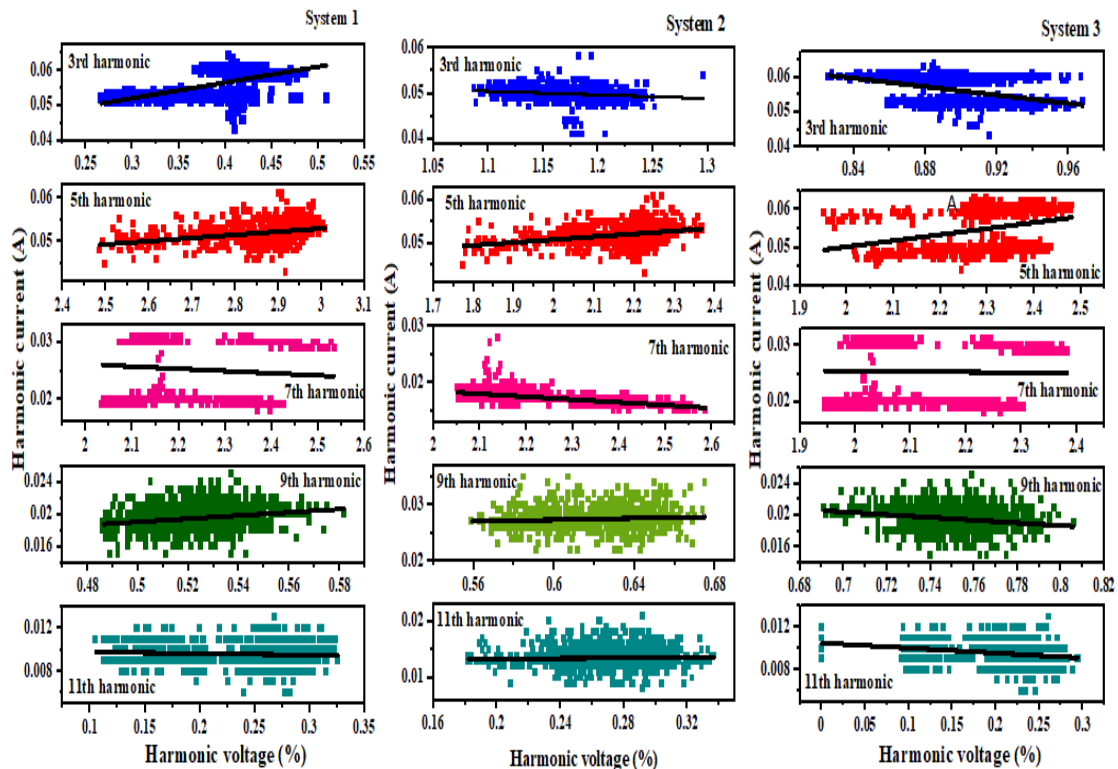 System 1
3rd harmonic
0.06
0.05
0.04
0.25 0.30 0.35 0.4 0.45 0.5 0.55
5th harmonic
0.06
0.05
2.4 2.5 2.6 2.7 2.8 2.9 3 3.1
7th harmonic
0.03
0.02
2 2.1 2.2 2.3 2.4 2.5 2.6
9th harmonic
0.024
0.02
0.016
0.48 0.5 0.52 0.54 0.56 0.58
11th harmonic
0.012
0.008
0.1 0.15 0.2 0.25 0.3 0.35
Harmonic current (A)
Harmonic voltage (%)
System 2
3rd harmonic
0.06
0.05
0.04
1.05 1.1 1.15 1.2 1.25 1.3
5th harmonic
0.06
0.05
1.7 1.8 1.9 2 2.1 2.2 2.3 2.4
7th harmonic
0.03
0.02
2 2.1 2.2 2.3 2.4 2.5 2.6
9th harmonic
0.03
0.02
0.56 0.6 0.64 0.68
11th harmonic
0.02
0.01
0.16 0.2 0.24 0.28 0.32
Harmonic current (A)
Harmonic voltage (%)
System 3
3rd harmonic
0.06
0.05
0.04
0.84 0.88 0.92 0.96
A
5th harmonic
0.06
0.05
0.04
1.9 2 2.1 2.2 2.3 2.4 2.5
7th harmonic
0.03
0.02
1.9 2 2.1 2.2 2.3 2.4
9th harmonic
0.024
0.02
0.016
0.68 0.7 0.72 0.74 0.76 0.78 0.8 0.82
11th harmonic
0.012
0.008
0 0.05 0.1 0.15 0.2 0.25 0.3
Harmonic current (A)
Harmonic voltage (%)